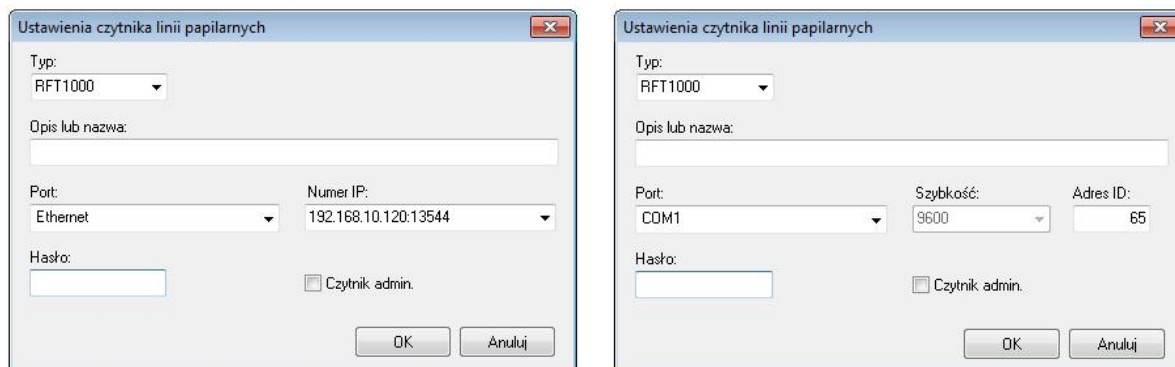 Ustawienia czytnika linii papilarnych
Typ:
RFT1000
Opis lub nazwa:
Port:
Numer IP:
Ethernet
192.168.10.120:13544
Hasło:
Czytnik admin.
OK
Anuluj
Ustawienia czytnika linii papilarnych
Typ:
RFT1000
Opis lub nazwa:
Port:
Szybkość:
Adres ID:
COM1
9600
65
Hasło:
Czytnik admin.
OK
Anuluj